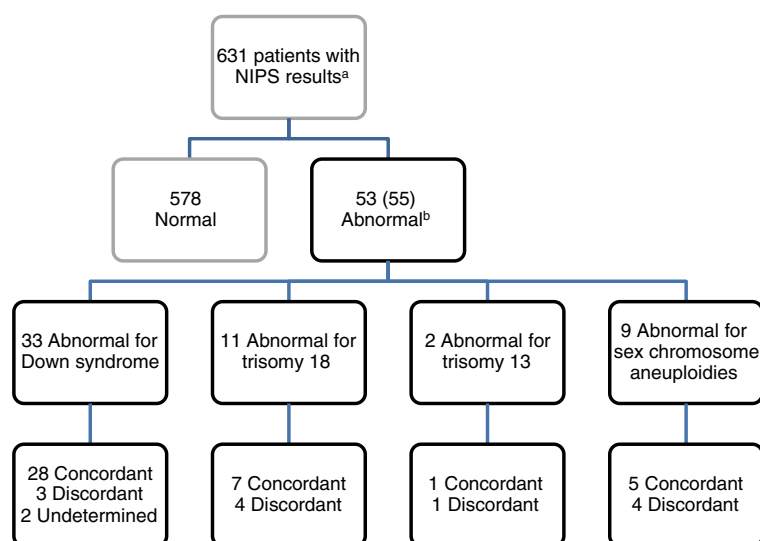 631 patients with
NIPS resultsᵃ
578
Normal
53 (55)
Abnormalᵇ
33 Abnormal for
Down syndrome
11 Abnormal for
trisomy 18
2 Abnormal for
trisomy 13
9 Abnormal for
sex chromosome
aneuploidies
28 Concordant
3 Discordant
2 Undetermined
7 Concordant
4 Discordant
1 Concordant
1 Discordant
5 Concordant
4 Discordant